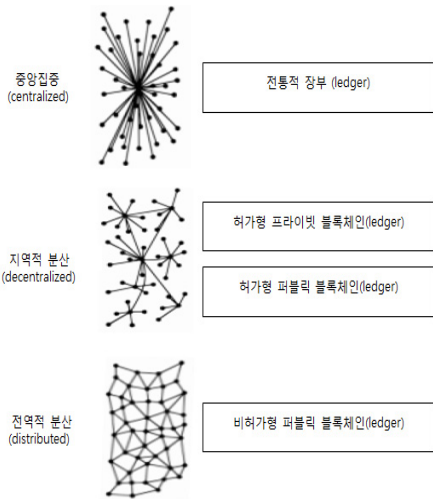 중앙집중
(centralized)
전통적 장부 (ledger)
지역적 분산
(decentralized)
허가형 프라이빗 블록체인(ledger)
허가형 퍼블릭 블록체인(ledger)
전역적 분산
(distributed)
비허가형 퍼블릭 블록체인(ledger)